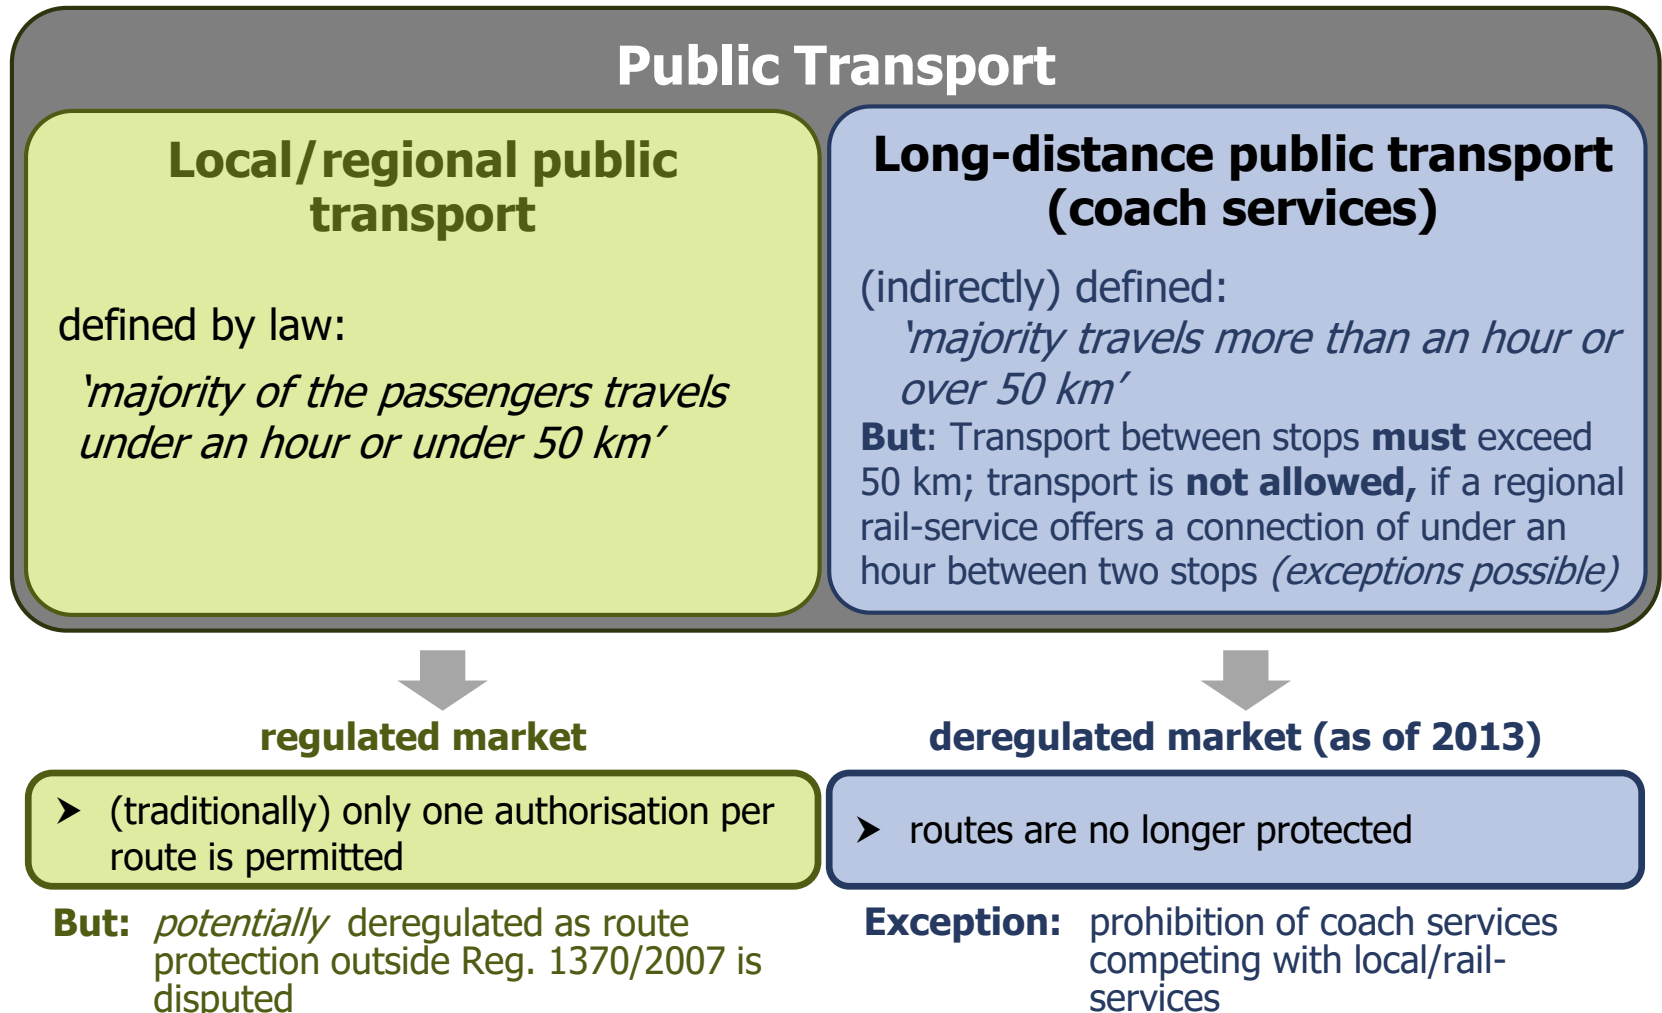 Public Transport
Local/regional public
transport
defined by law:
‘majority of the passengers travels
under an hour or under 50 km’
Long-distance public transport
(coach services)
(indirectly) defined:
‘majority travels more than an hour or
over 50 km’
But: Transport between stops must exceed
50 km; transport is not allowed, if a regional
rail-service offers a connection of under an
hour between two stops (exceptions possible)
regulated market
➤ (traditionally) only one authorisation per
route is permitted
But: potentially deregulated as route
protection outside Reg. 1370/2007 is
disputed
deregulated market (as of 2013)
➤ routes are no longer protected
Exception: prohibition of coach services
competing with local/rail-
services